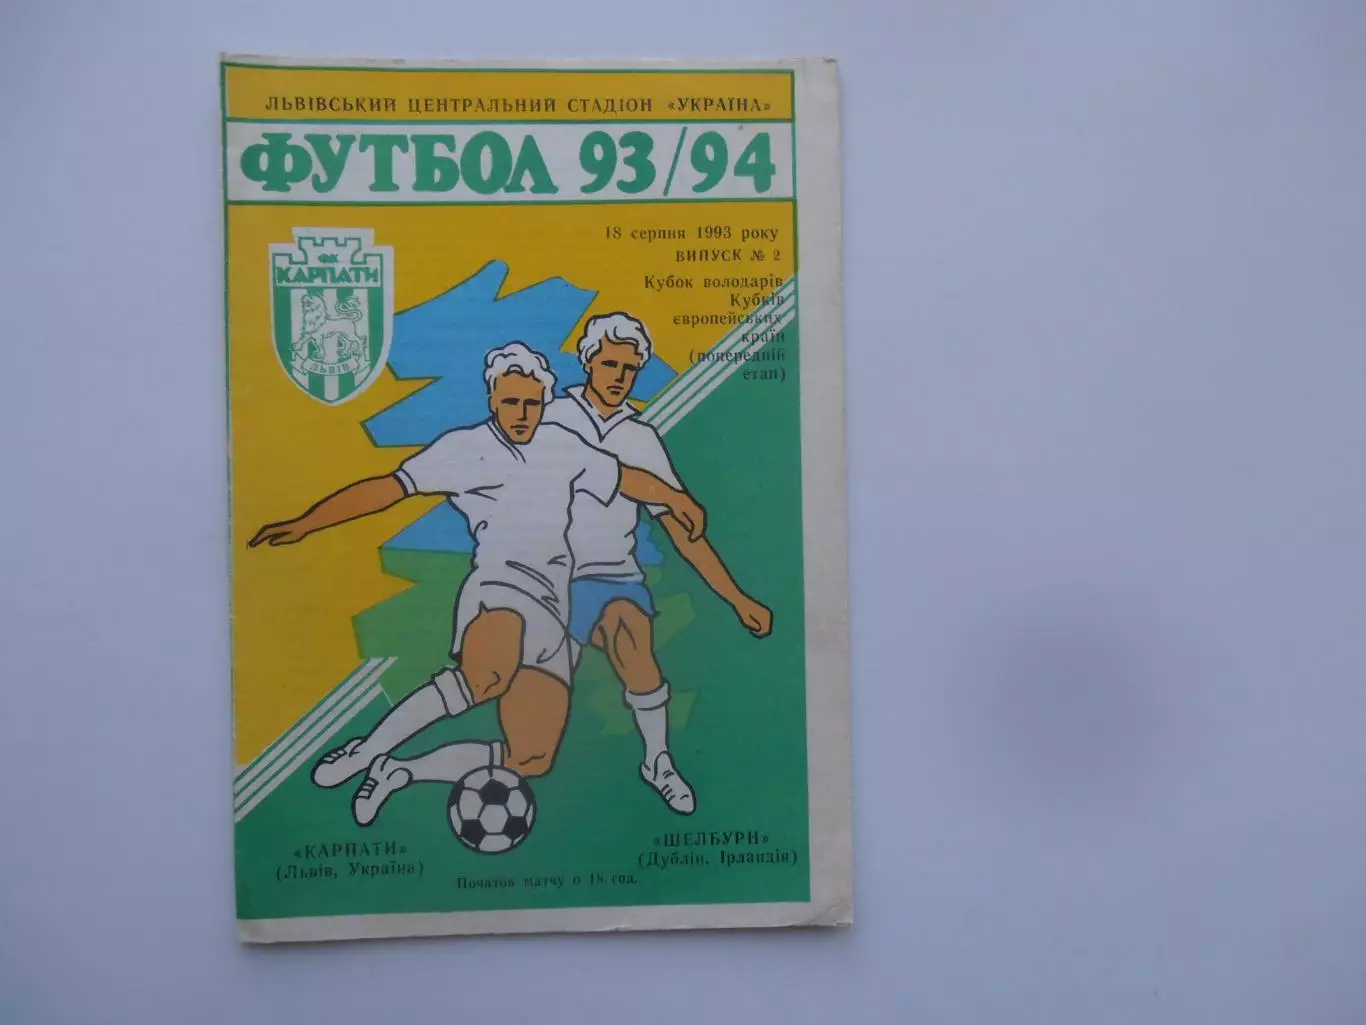 ЛЬВІВСЬКИЙ ЦЕНТРАЛЬНИЙ СТАДІОН «УКРАЇНА»
ФУТБОЛ 93/94
18 серпня 1993 року
ВИПУСК № 2
Кубок володарів
Кубків
європейських
країн
(попередній
етап)
ФК
КАРПАТИ
ЛЬВІВ
«КАРПАТИ»
(Львів, Україна)
«ШЕЛБУРН»
(Дублін, Ірландія)
Початок матчу о 18 год.